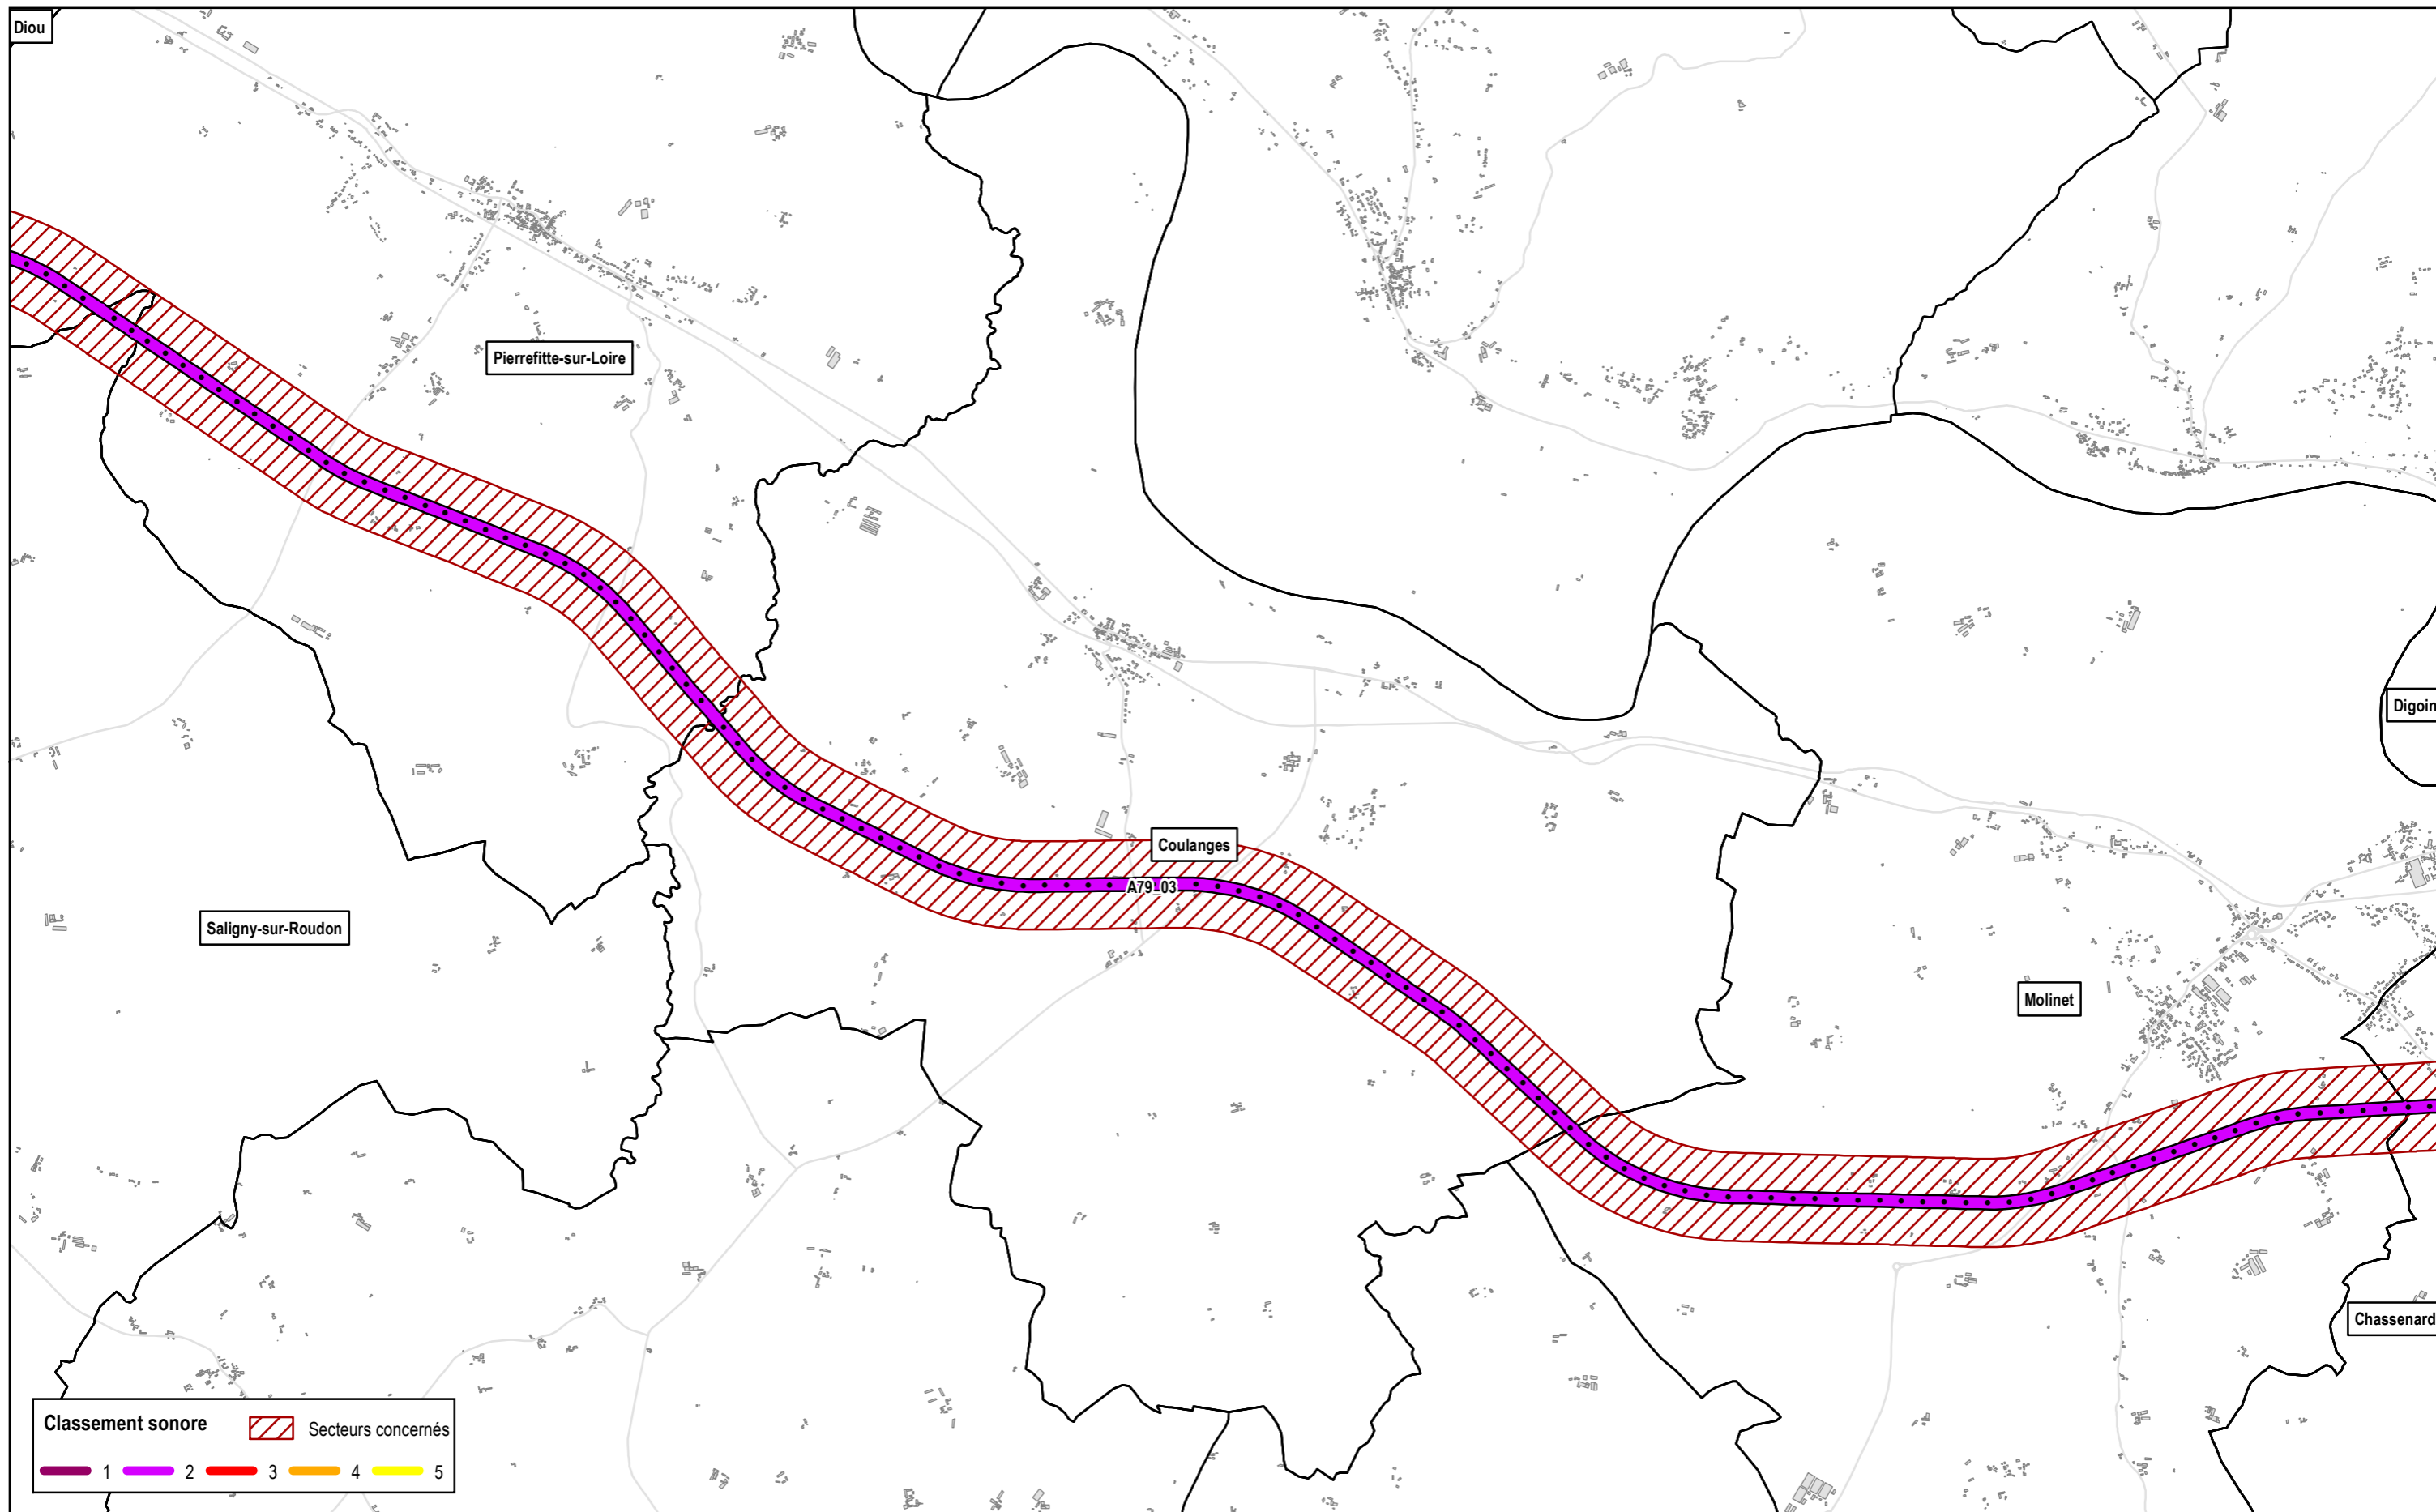 Diou
Pierrefitte-sur-Loire
Digoin
Coulanges
A79_03
Saligny-sur-Roudon
Molinet
Chassenard
Classement sonore
Secteurs concernés
1 2 3 4 5